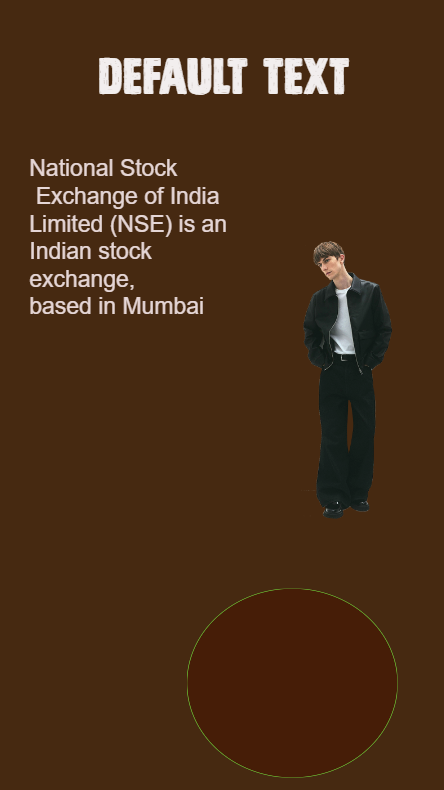 DEFAULT TEXT
National Stock
Exchange of India
Limited (NSE) is an
Indian stock
exchange,
based in Mumbai